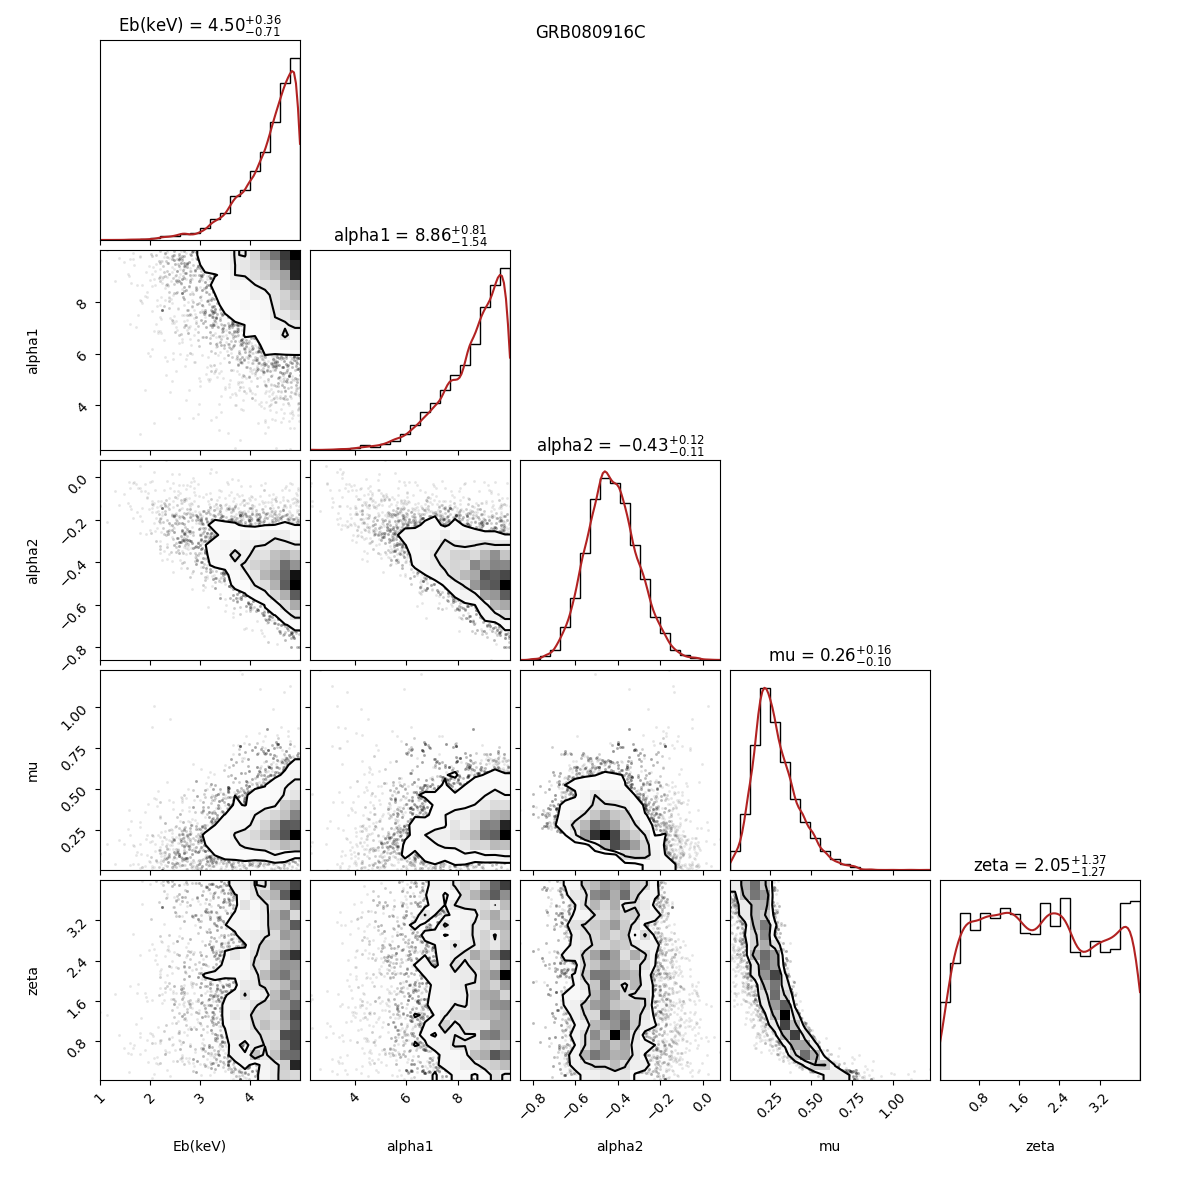 GRB080916C
Eb(keV) = 4.50+0.36 −0.71
alpha1 = 8.86+0.81 −1.54
alpha1
8
6
4
alpha2 = −0.43+0.12 −0.11
alpha2
0.0
−0.2
−0.4
−0.6
−0.8
mu = 0.26+0.16 −0.10
mu
1.00
0.75
0.50
0.25
zeta = 2.05+1.37 −1.27
zeta
3.2
2.4
1.6
0.8
1 2 3 4
4 6 8
−0.8 −0.6 −0.4 −0.2 0.0
0.25 0.50 0.75 1.00
0.8 1.6 2.4 3.2
Eb(keV) alpha1 alpha2 mu zeta